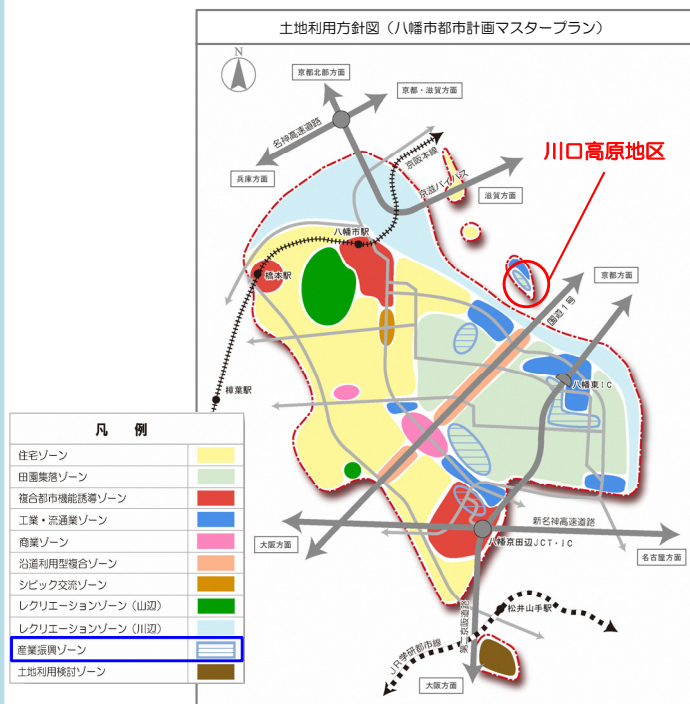 土地利用方針図（八幡市都市計画マスタープラン）
N
京都北部方面
京都・滋賀方面
名神高速道路
兵庫方面
京阪本線
京滋バイパス
滋賀方面
川口高原地区
八幡市駅
橋本駅
京都方面
国道1号
樟葉駅
八幡東IC
凡 例
住宅ゾーン
田園集落ゾーン
複合都市機能誘導ゾーン
工業・流通業ゾーン
商業ゾーン
沿道利用型複合ゾーン
シビック交流ゾーン
レクリエーションゾーン（山辺）
レクリエーションゾーン（川辺）
産業振興ゾーン
土地利用検討ゾーン
大阪方面
新名神高速道路
八幡京田辺JCT・IC
名古屋方面
松井山手駅
第二京阪道路
JR学研都市線
大阪方面